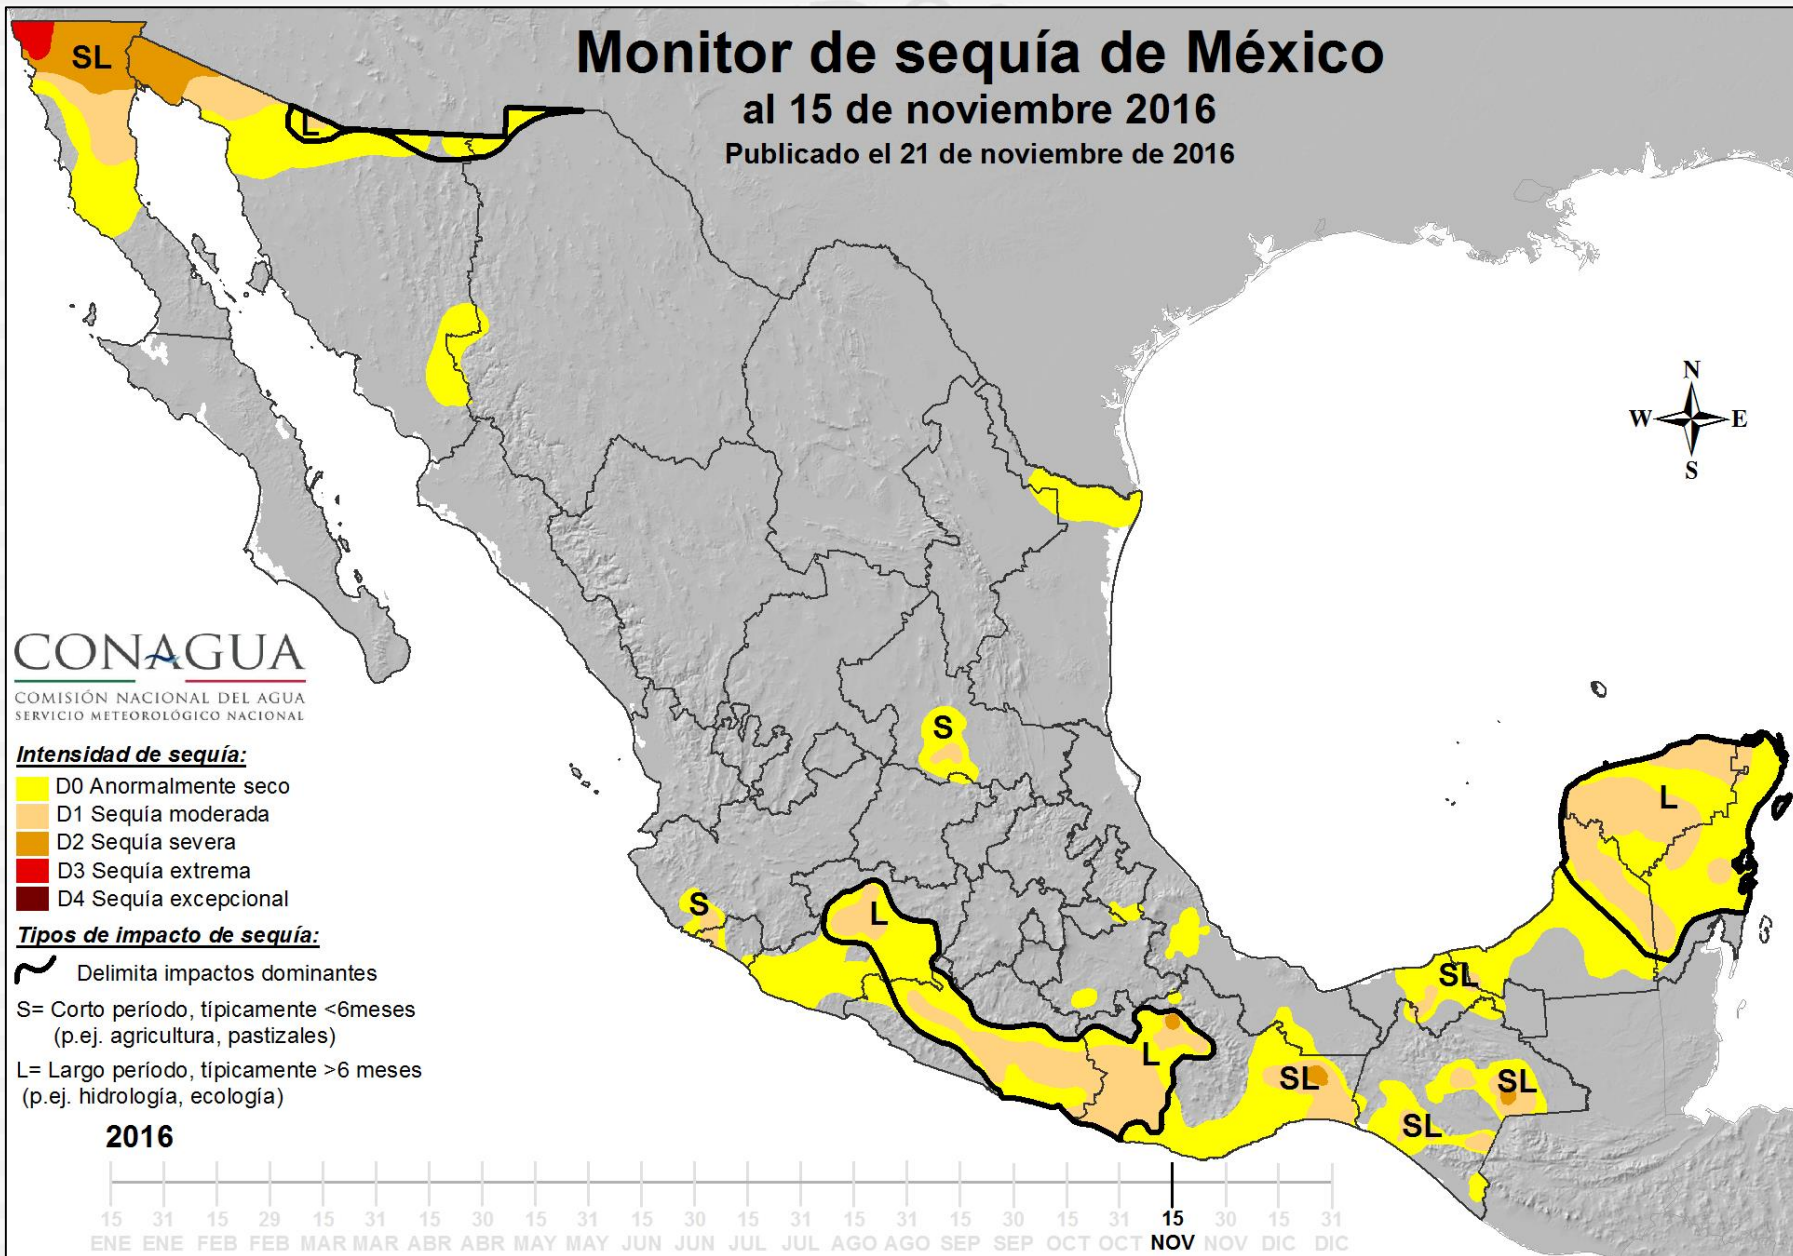 Monitor de sequía de México
al 15 de noviembre 2016
Publicado el 21 de noviembre de 2016
SL
L
N
W E
S
CONAGUA
COMISIÓN NACIONAL DEL AGUA
SERVICIO METEOROLÓGICO NACIONAL
Intensidad de sequía:
D0 Anormalmente seco
D1 Sequía moderada
D2 Sequía severa
D3 Sequía extrema
D4 Sequía excepcional
Tipos de impacto de sequía:
Delimita impactos dominantes
S= Corto período, típicamente <6meses
(p.ej. agricultura, pastizales)
L= Largo período, típicamente >6 meses
(p.ej. hidrología, ecología)
S
L
S
L
SL
L
SL
SL
SL
2016
15 31 15 29 15 31 15 30 15 31 15 30 15 31 15 31 15 30 15 31 15 30 15 31
ENE ENE FEB FEB MAR MAR ABR ABR MAY MAY JUN JUN JUL JUL AGO AGO SEP SEP OCT OCT NOV NOV DIC DIC